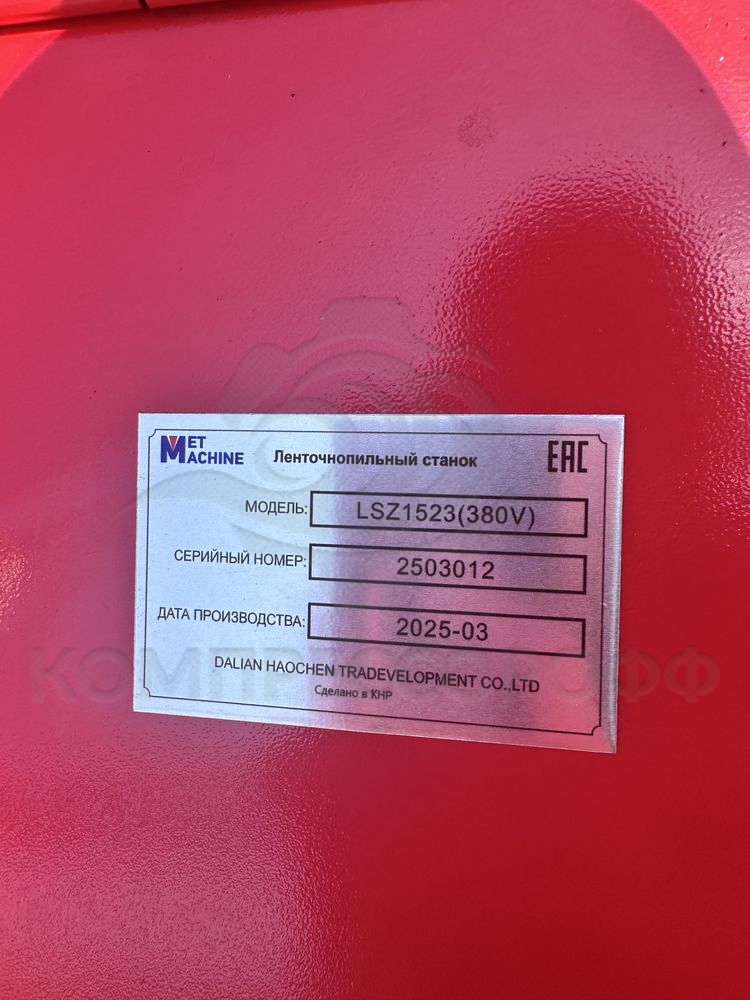 MET MACHINE
Ленточнопильный станок
EAC
МОДЕЛЬ: LSZ1523(380V)
СЕРИЙНЫЙ НОМЕР: 2503012
ДАТА ПРОИЗВОДСТВА: 2025-03
DALIAN HAOCHEN TRADEVELOPMENT CO.,LTD
Сделано в КНР